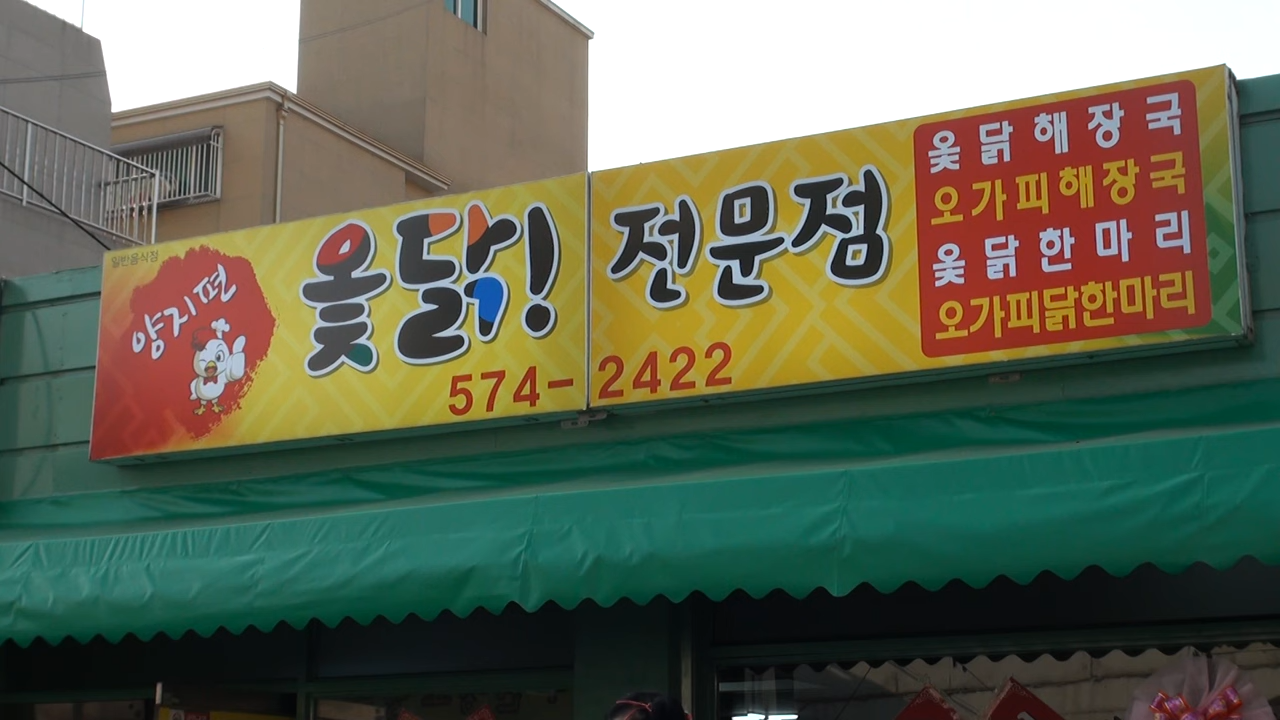 일반음식점
양지편
옻닭! 전문점
574-2422
옻닭해장국
오가피해장국
옻닭한마리
오가피닭한마리